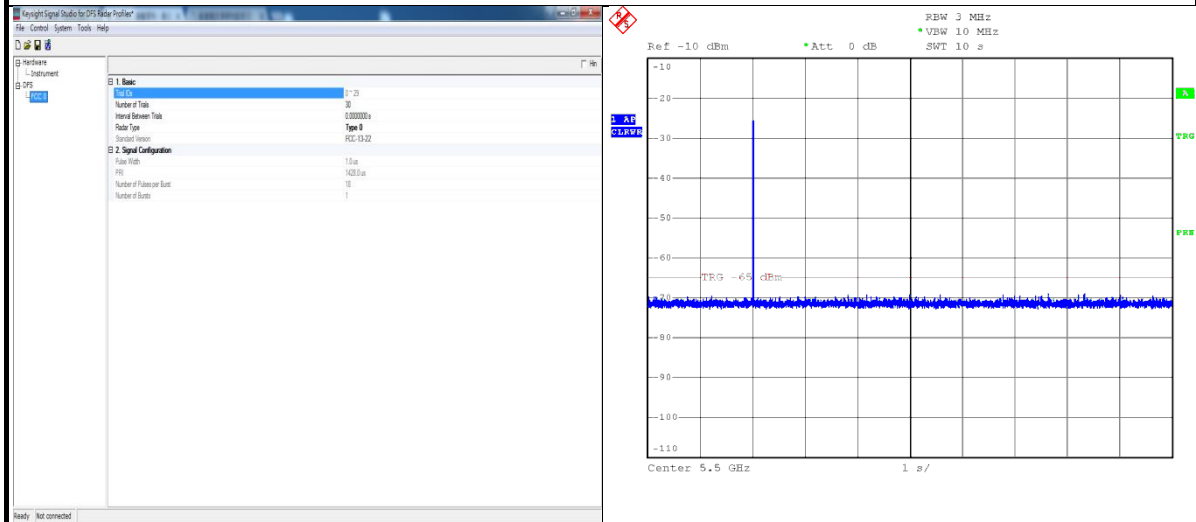 Keysight Signal Studio for DFS Radar Profiles*
File Control System Tools Help
Hardware
Instrument
DFS
FCC 0
1. Basic
Trial IDs 0 ~ 29
Number of Trials 30
Interval Between Trials 0.0000000 s
Radar Type Type 0
Standard Version FCC-13-22
2. Signal Configuration
Pulse Width 1.0 us
PRI 1428.0 us
Number of Pulses per Burst 18
Number of Bursts 1
Ready Not connected
R S
RBW 3 MHz
*VBW 10 MHz
Ref -10 dBm *Att 0 dB SWT 10 s
-10
A
-20
1 AP
CLRWR
-30
TRG
-40
-50
-60
TRG -65 dBm
-70
-80
-90
-100
-110
Center 5.5 GHz 1 s/